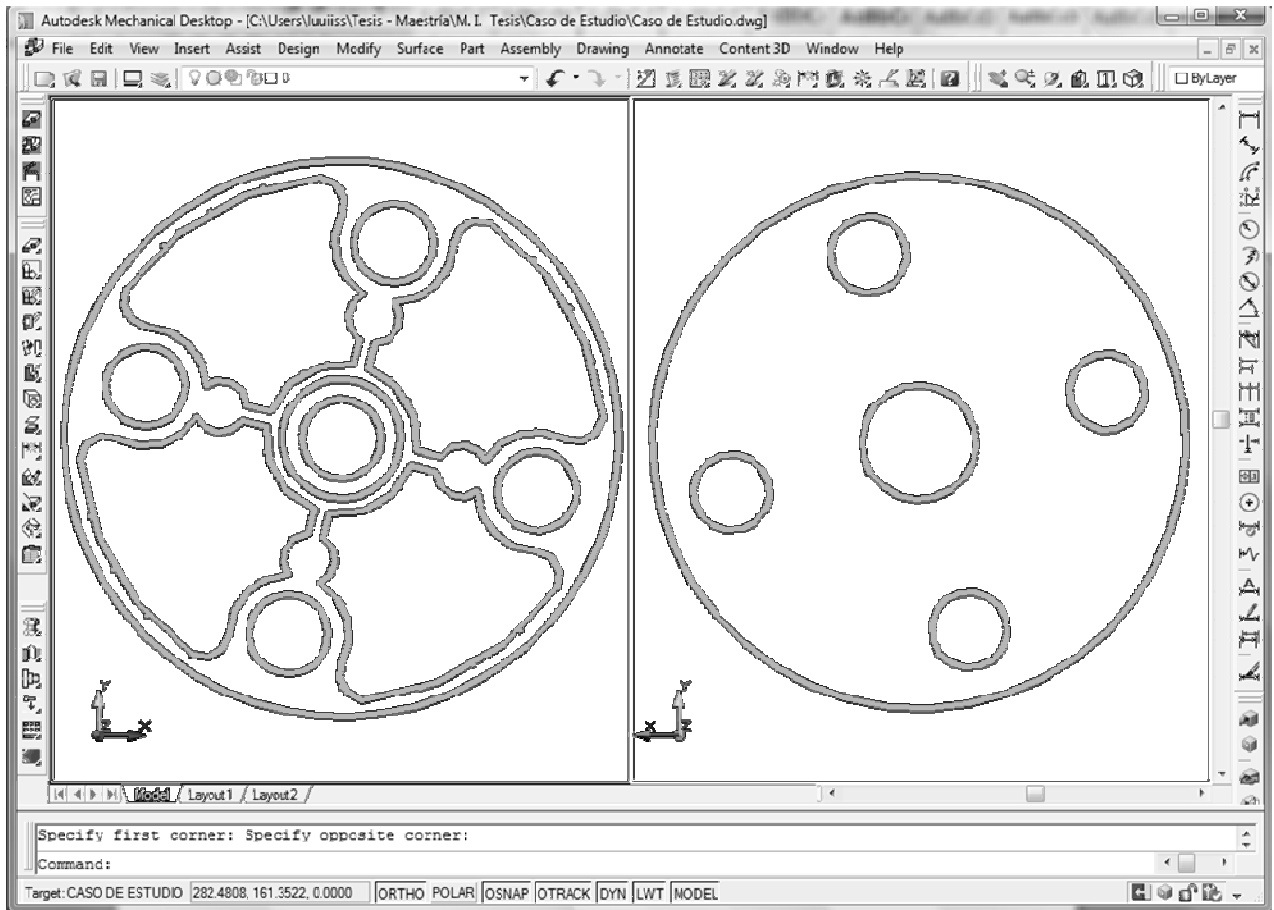 Autodesk Mechanical Desktop - [C:\Users\luuiiss\Tesis - Maestría\M. I. Tesis\Caso de Estudio\Caso de Estudio.dwg]
File Edit View Insert Assist Design Modify Surface Part Assembly Drawing Annotate Content 3D Window Help
ByLayer
Y
Z
X
Y
X
Z
Model Layout1 Layout2
Specify first corner: Specify opposite corner:
Command:
Target: CASO DE ESTUDIO 282.4808, 161.3522, 0.0000 ORTHO POLAR OSNAP OTRACK DYN LWT MODEL